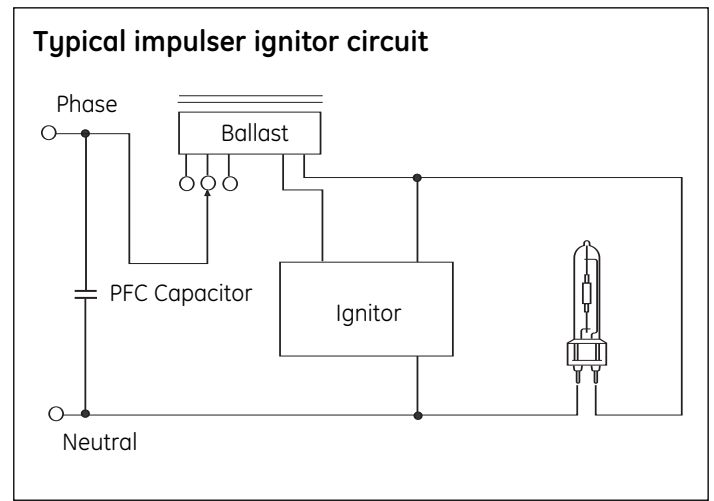 Typical impulser ignitor circuit
Phase
Ballast
PFC Capacitor
Ignitor
Neutral